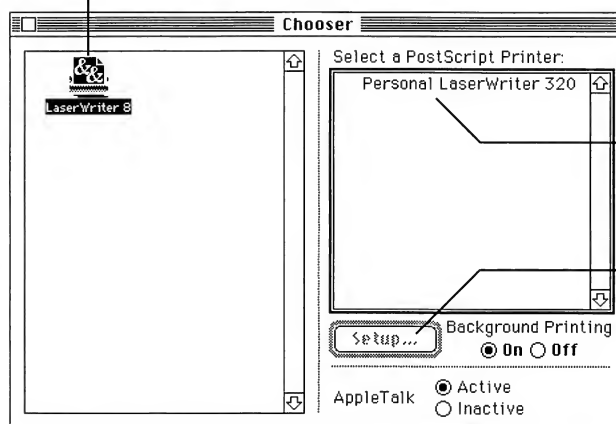 Chooser
LaserWriter 8
Select a PostScript Printer:
Personal LaserWriter 320
Setup...
Background Printing
On Off
AppleTalk
Active
Inactive